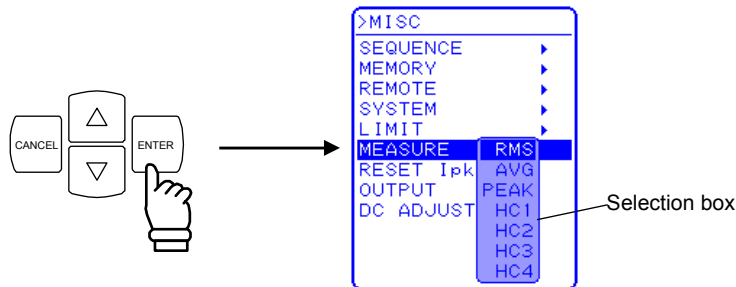 CANCEL
ENTER
>MISC
SEQUENCE
MEMORY
REMOTE
SYSTEM
LIMIT
MEASURE RMS
RESET Ipk AVG
OUTPUT PEAK
DC ADJUST HC1
HC2
HC3
HC4
Selection box